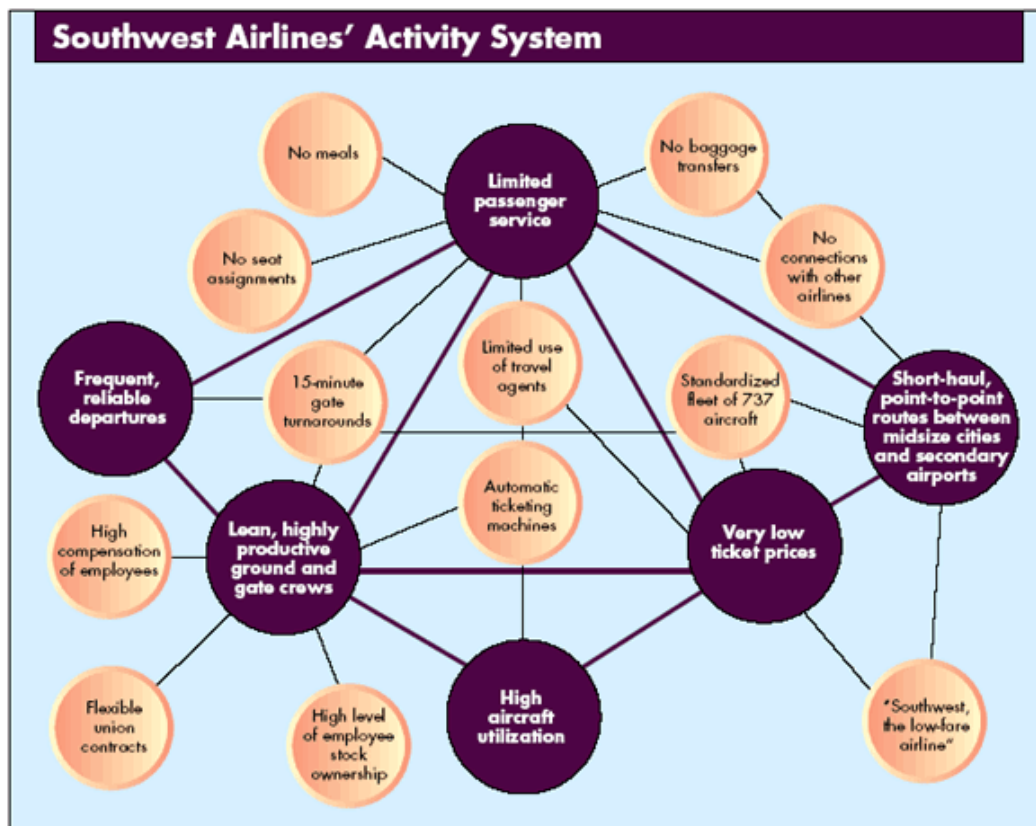 Southwest Airlines’ Activity System
No meals
Limited
passenger
service
No baggage
transfers
No seat
assignments
No
connections
with other
airlines
Frequent,
reliable
departures
15-minute
gate
turnarounds
Limited use
of travel
agents
Standardized
fleet of 737
aircraft
Short-haul,
point-to-point
routes between
midsize cities
and secondary
airports
High
compensation
of employees
Lean, highly
productive
ground and
gate crews
Automatic
ticketing
machines
Very low
ticket prices
Flexible
union
contracts
High level
of employee
stock
ownership
High
aircraft
utilization
“Southwest,
the low-fare
airline”